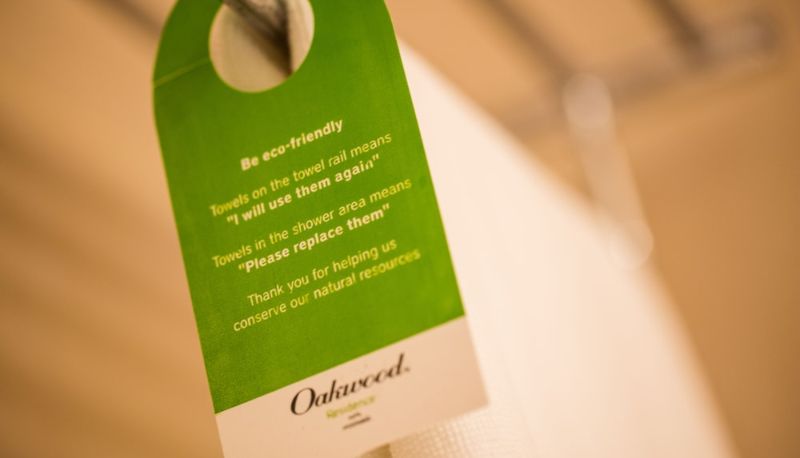 Be eco-friendly
Towels on the towel rail means
"I will use them again"
Towels in the shower area means
"Please replace them"
Thank you for helping us
conserve our natural resources
Oakwood
Residence